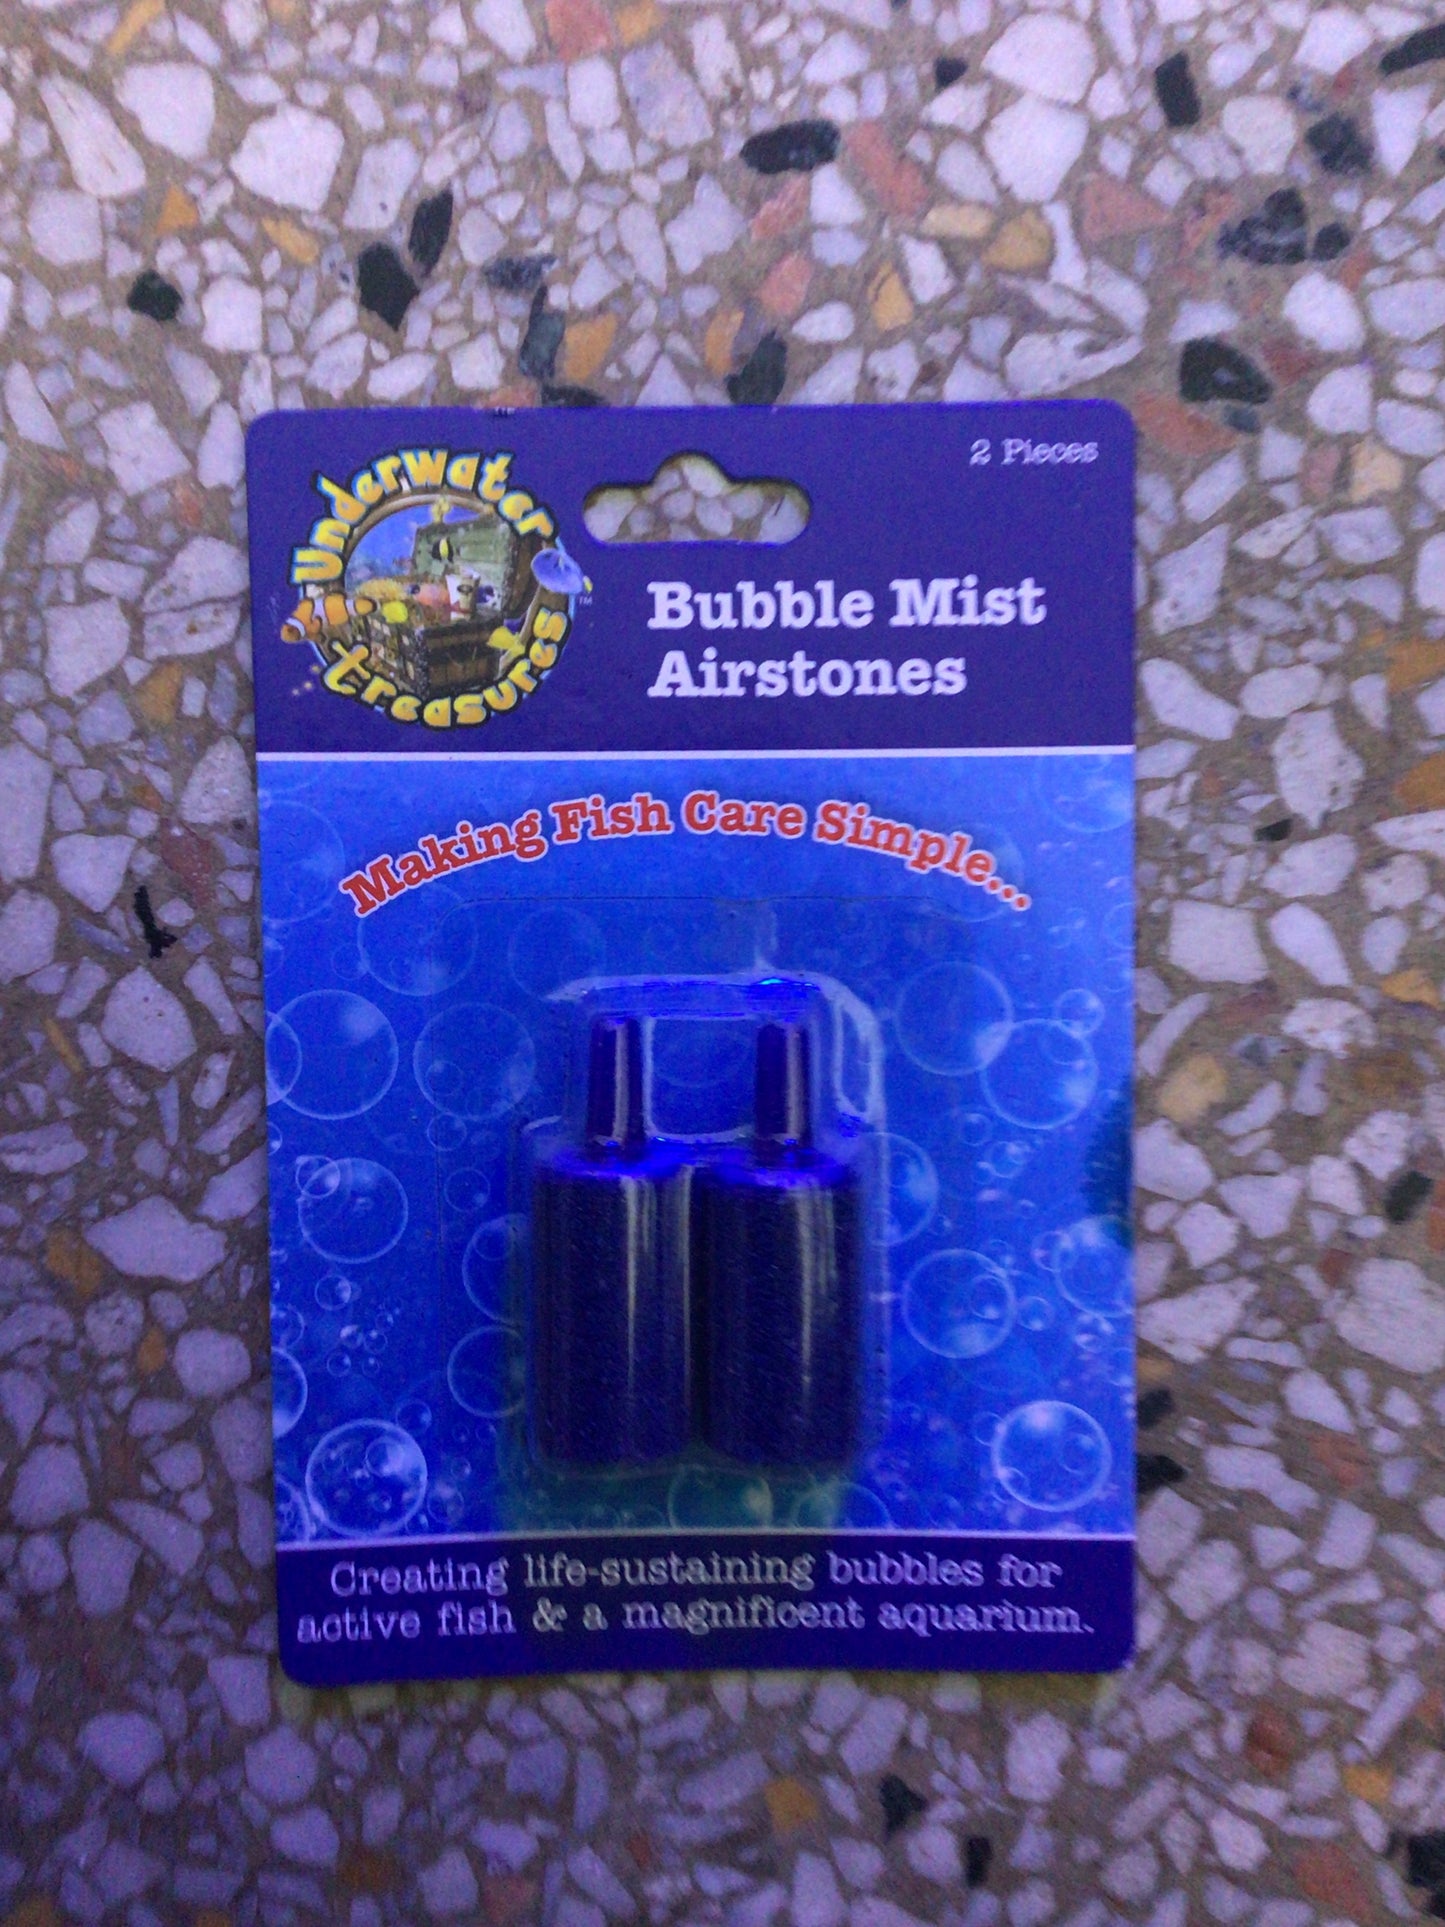 2 Pieces
Underwater
Treasures
TM
Bubble Mist
Airstones
Making Fish Care Simple...
Creating life-sustaining bubbles for
active fish & a magnificent aquarium.